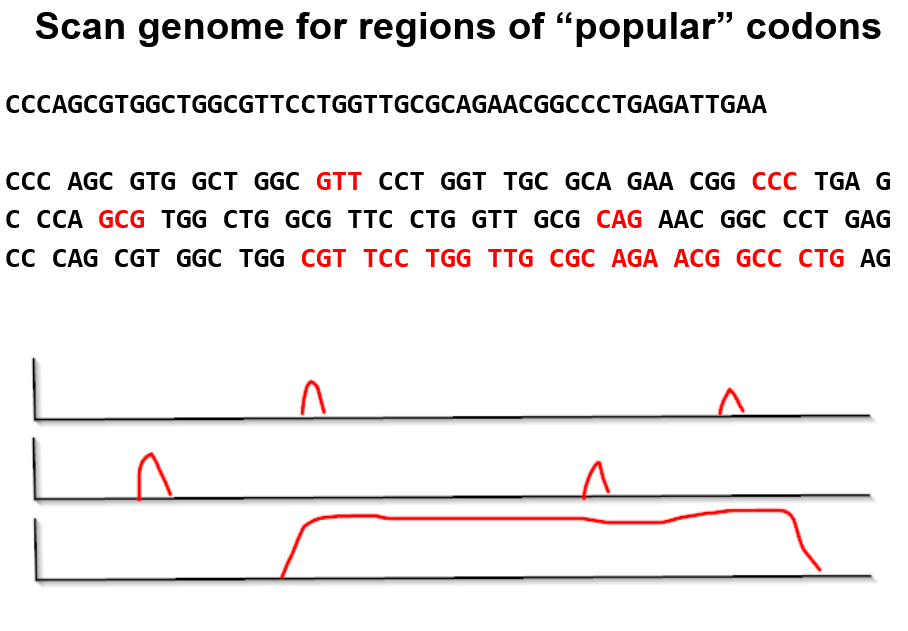 Scan genome for regions of “popular” codons
CCCAGCGTGGCTGGCGTTCCTGGTTGCGCAGAACGGCCCTGAGATTGAA
CCC AGC GTG GCT GGC GTT CCT GGT TGC GCA GAA CGG CCC TGA G
C CCA GCG TGG CTG GCG TTC CTG GTT GCG CAG AAC GGC CCT GAG
CC CAG CGT GGC TGG CGT TCC TGG TTG CGC AGA ACG GCC CTG AG